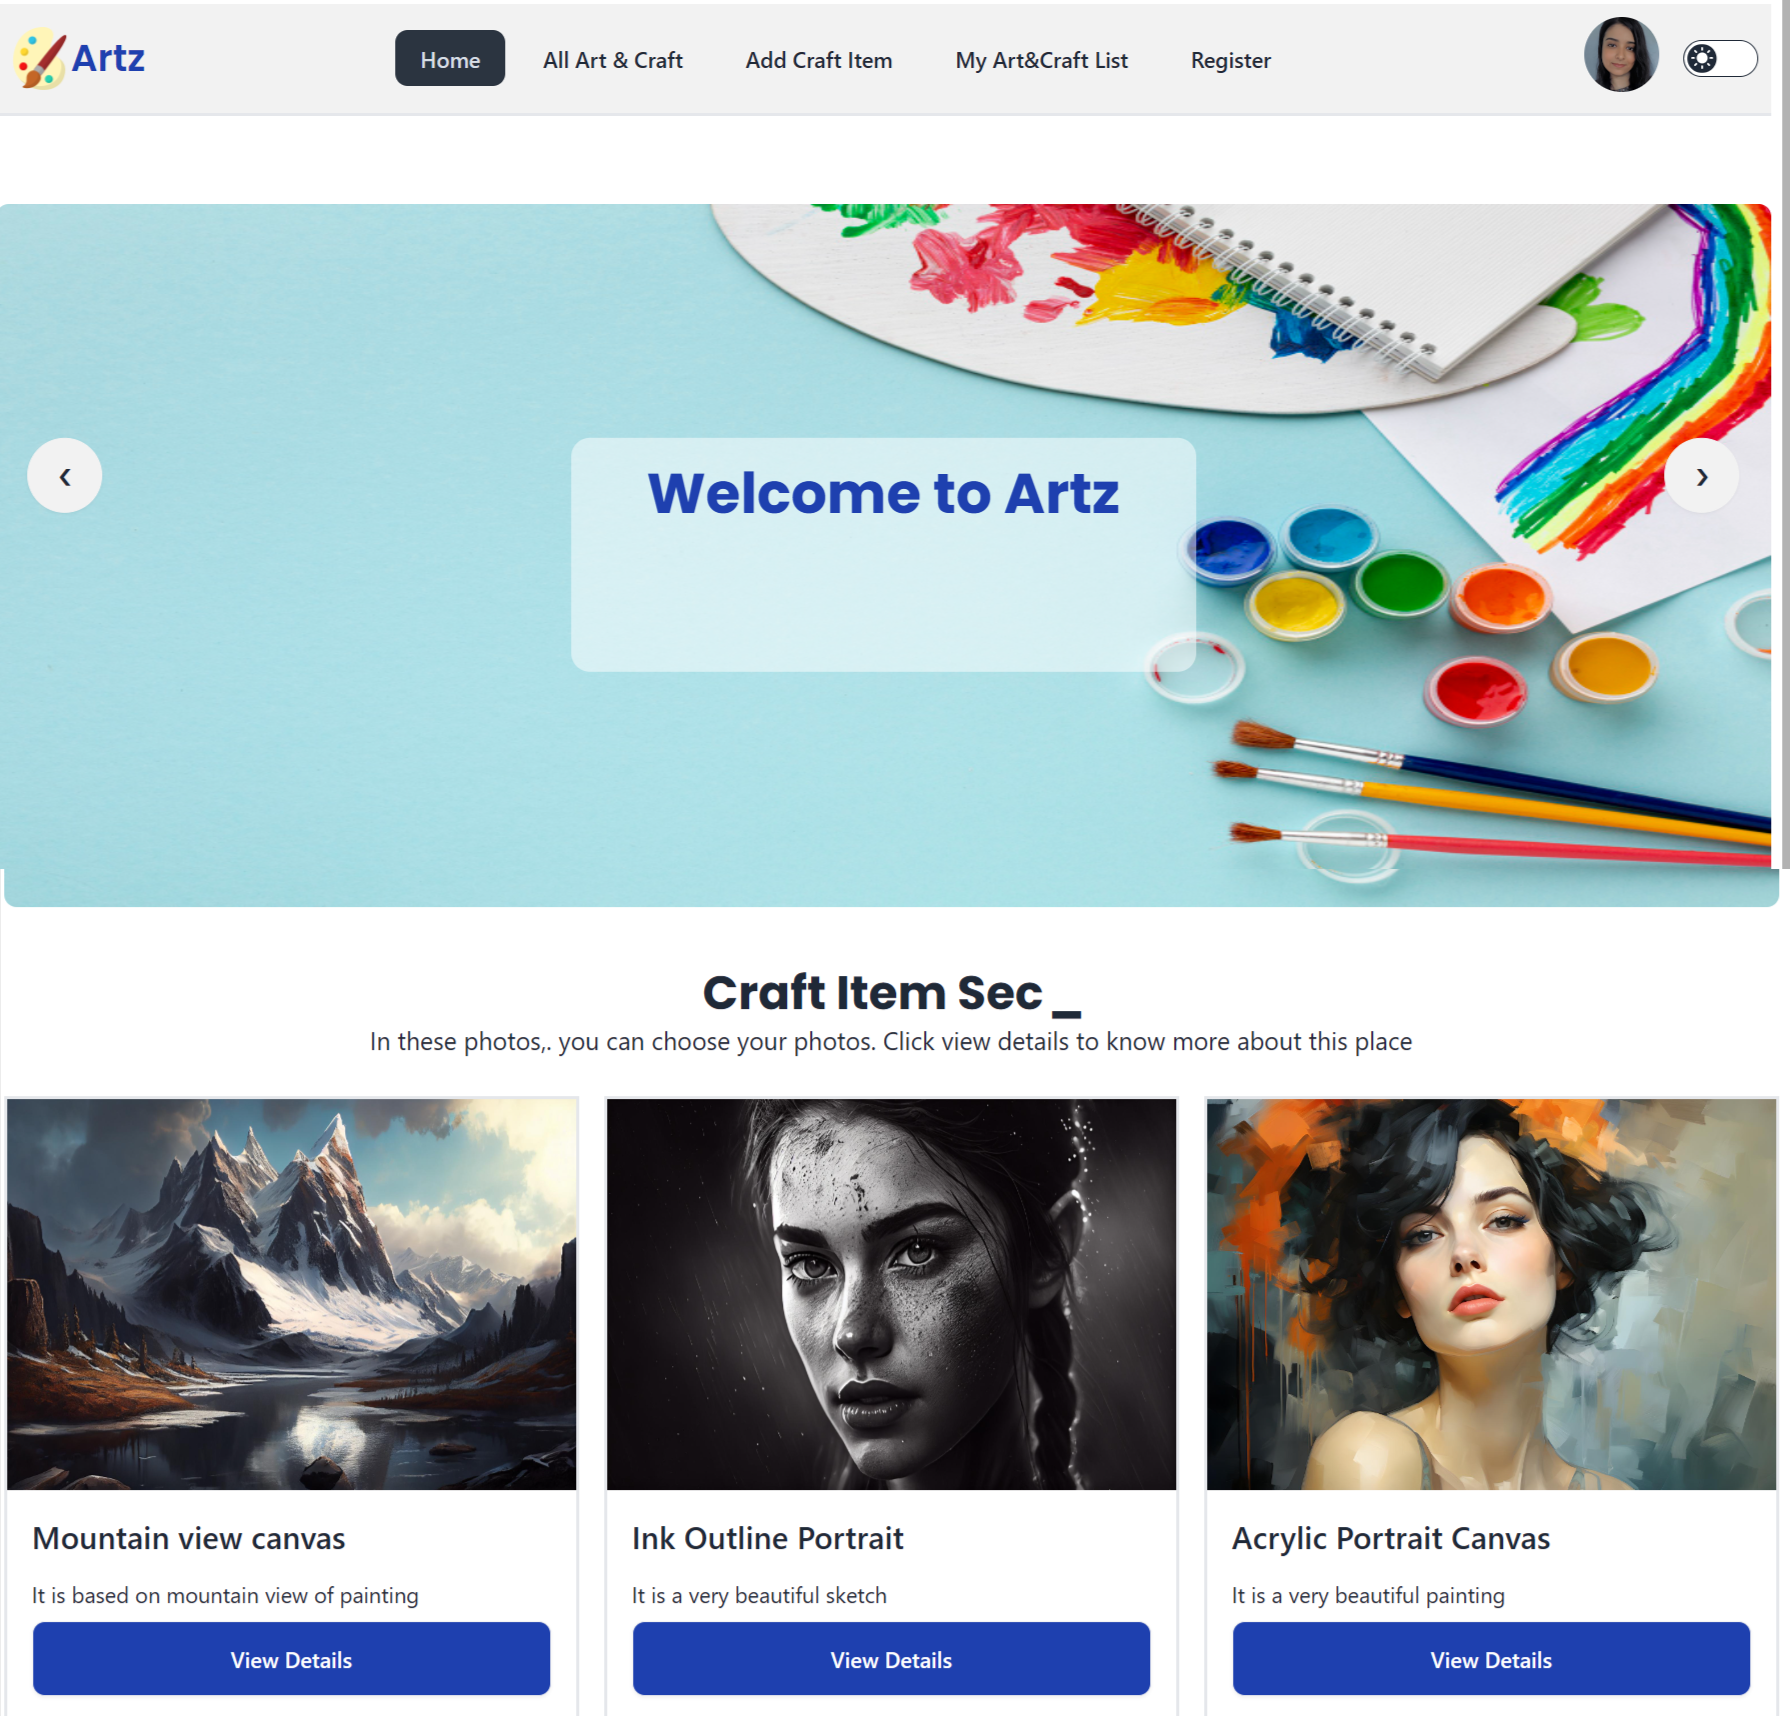 Artz
Home
All Art & Craft
Add Craft Item
My Art&Craft List
Register
Welcome to Artz
Craft Item Sec _
In these photos,. you can choose your photos. Click view details to know more about this place
Mountain view canvas
It is based on mountain view of painting
View Details
Ink Outline Portrait
It is a very beautiful sketch
View Details
Acrylic Portrait Canvas
It is a very beautiful painting
View Details